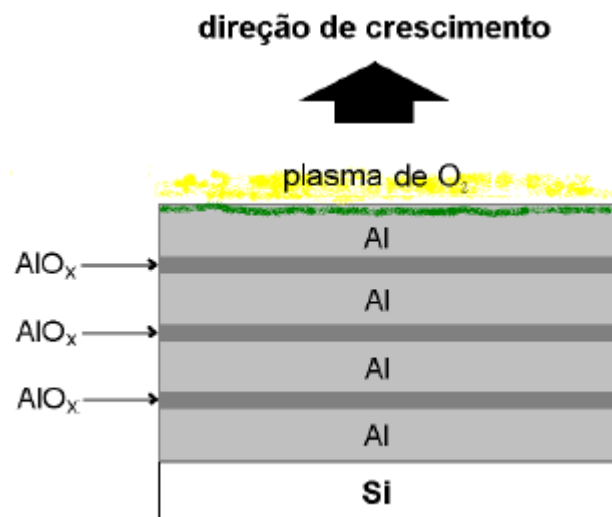 direção de crescimento
plasma de O₂
Al
AlOₓ
Al
AlOₓ
Al
AlOₓ
Al
Si